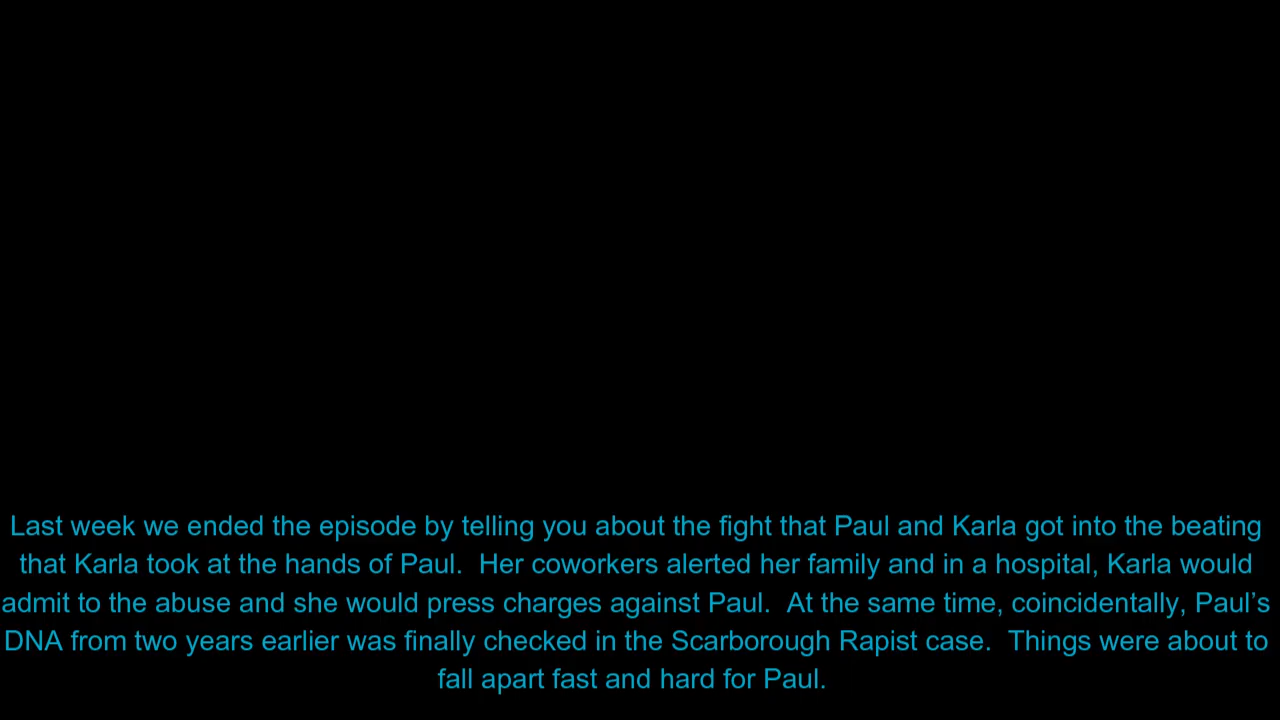 Last week we ended the episode by telling you about the fight that Paul and Karla got into the beating
that Karla took at the hands of Paul.  Her coworkers alerted her family and in a hospital, Karla would
admit to the abuse and she would press charges against Paul.  At the same time, coincidentally, Paul’s
DNA from two years earlier was finally checked in the Scarborough Rapist case.  Things were about to
fall apart fast and hard for Paul.